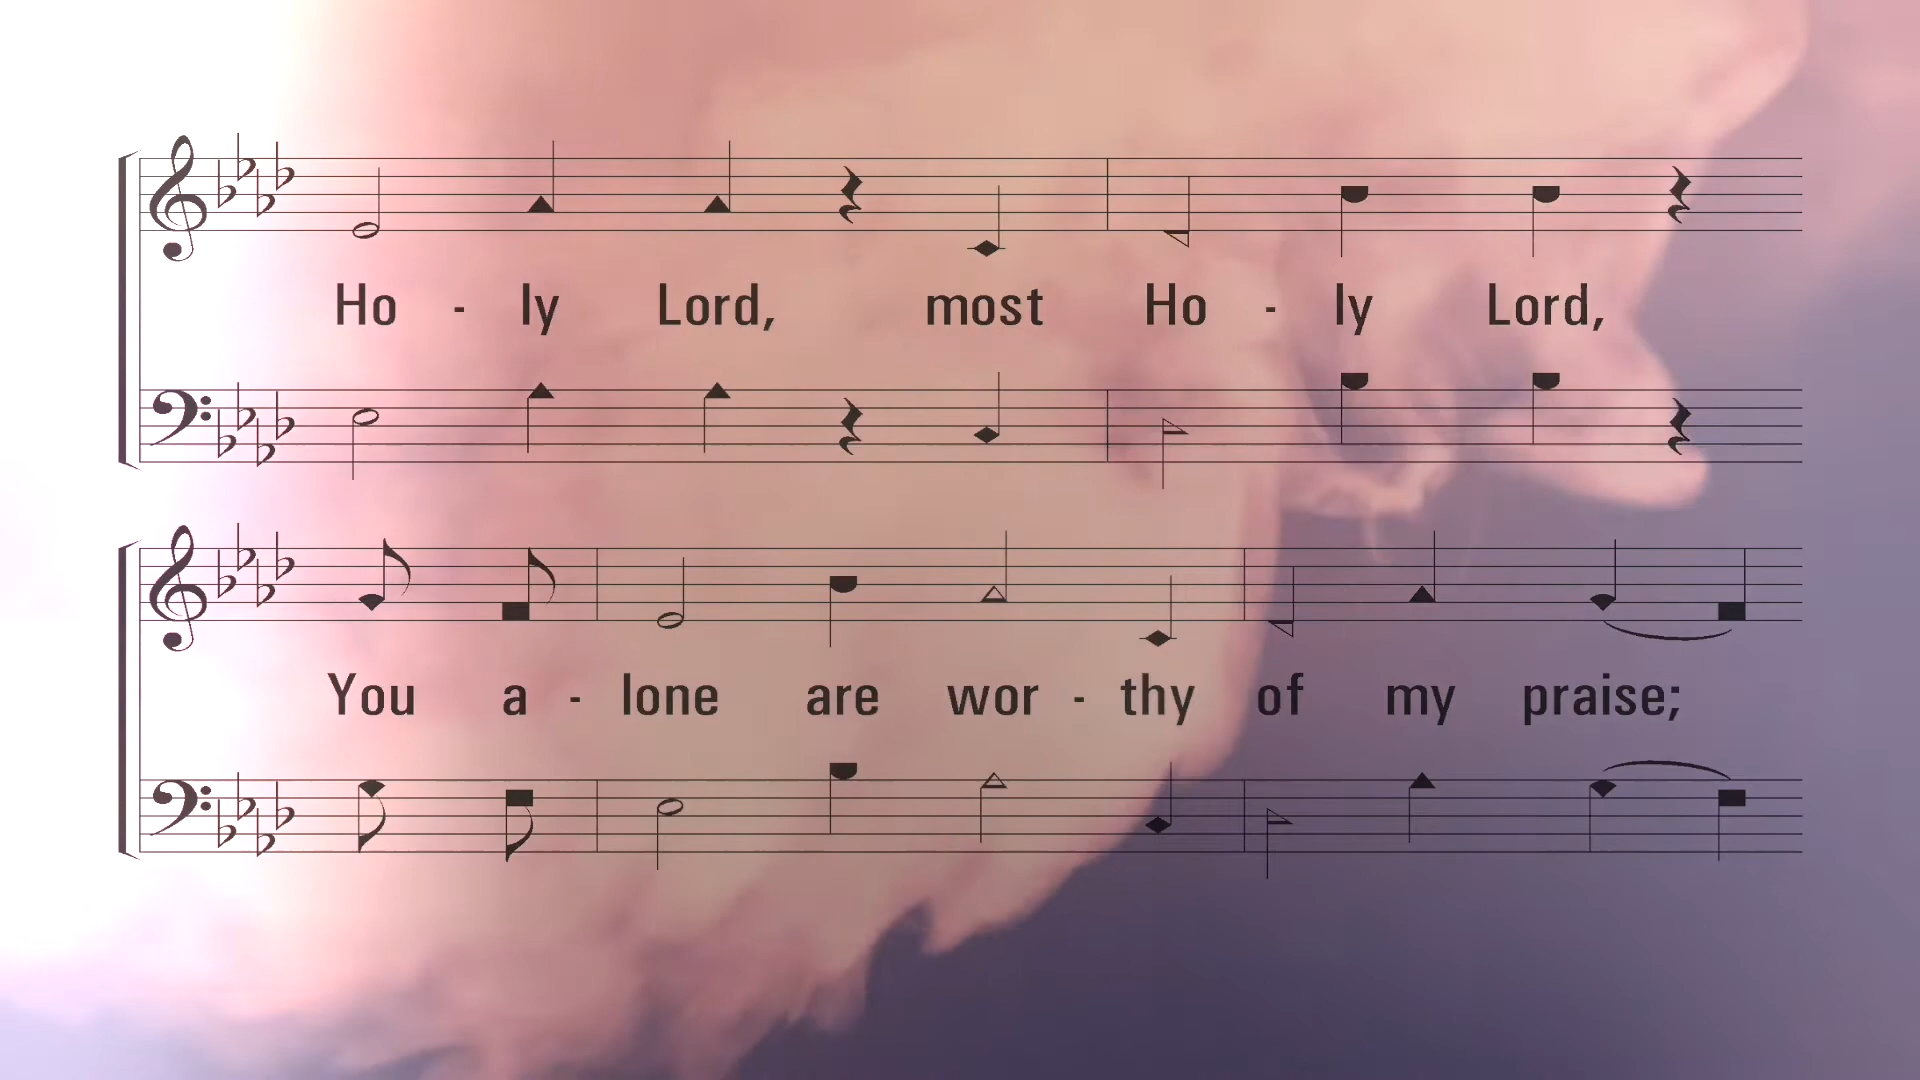 Ho - ly Lord, most Ho - ly Lord,
You a - lone are wor - thy of my praise;